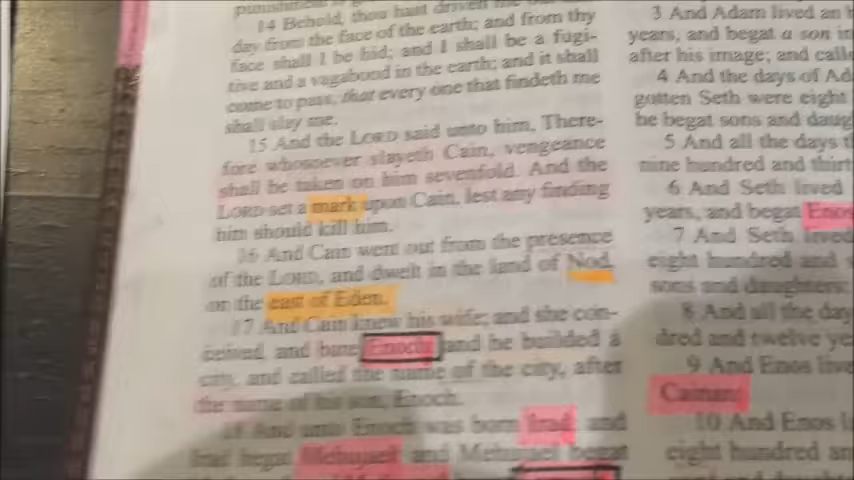 14 Behold, thou hast driven me out
day from the face of the earth; and from thy
face shall I be hid; and I shall be a fugi-
tive and a vagabond in the earth; and it shall
come to pass, that every one that findeth me
shall slay me.
15 And the LORD said unto him, There-
fore whosoever slayeth Cain, vengeance
shall be taken on him sevenfold. And the
LORD set a mark upon Cain, lest any finding
him should kill him.
16 And Cain went out from the presence
of the LORD, and dwelt in the land of Nod,
on the east of Eden.
17 And Cain knew his wife; and she con-
ceived, and bare Enoch: and he builded a
city, and called the name of the city, after
the name of his son, Enoch.
18 And unto Enoch was born Irad: and
Irad begat Mehujael: and Mehujael begat
3 And Adam lived an
years, and begat a son in
after his image; and calle
4 And the days of Ad
gotten Seth were eight
he begat sons and daug
5 And all the days
nine hundred and thirt
6 And Seth lived
years, and begat Enos
7 And Seth lived
eight hundred and
sons and daughters:
8 And all the day
dred and twelve ye
9 And Enos live
Cainan:
10 And Enos l
eight hundred an